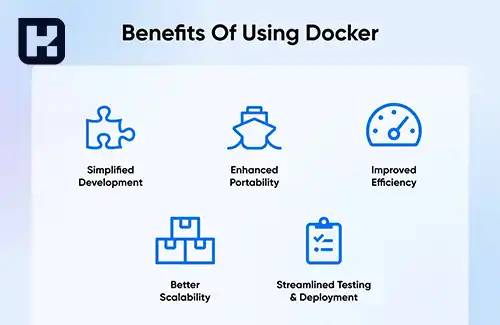 Benefits Of Using Docker
Simplified
Development
Enhanced
Portability
Improved
Efficiency
Better
Scalability
Streamlined Testing
& Deployment